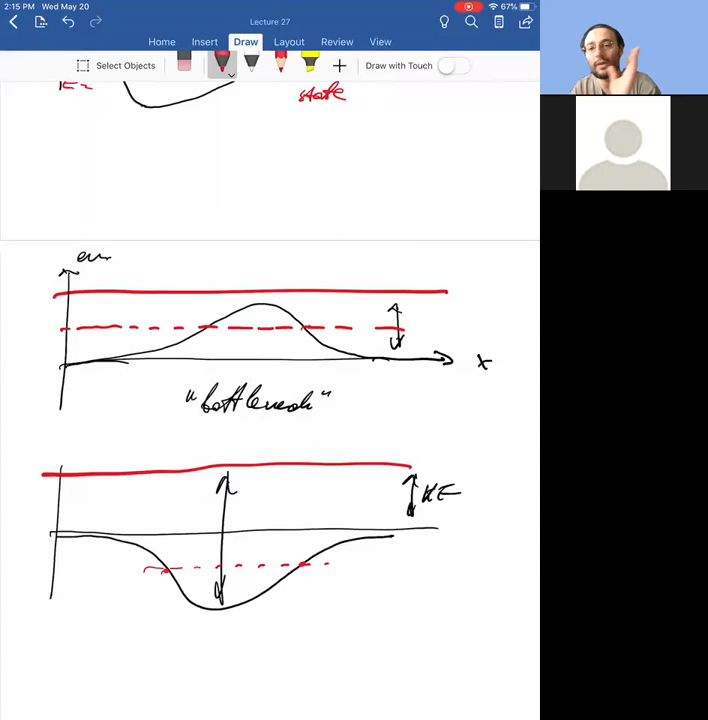 2:15 PM Wed May 20
67%
Lecture 27
Home Insert Draw Layout Review View
Select Objects
Draw with Touch
state
x
"bottleneck"
KE